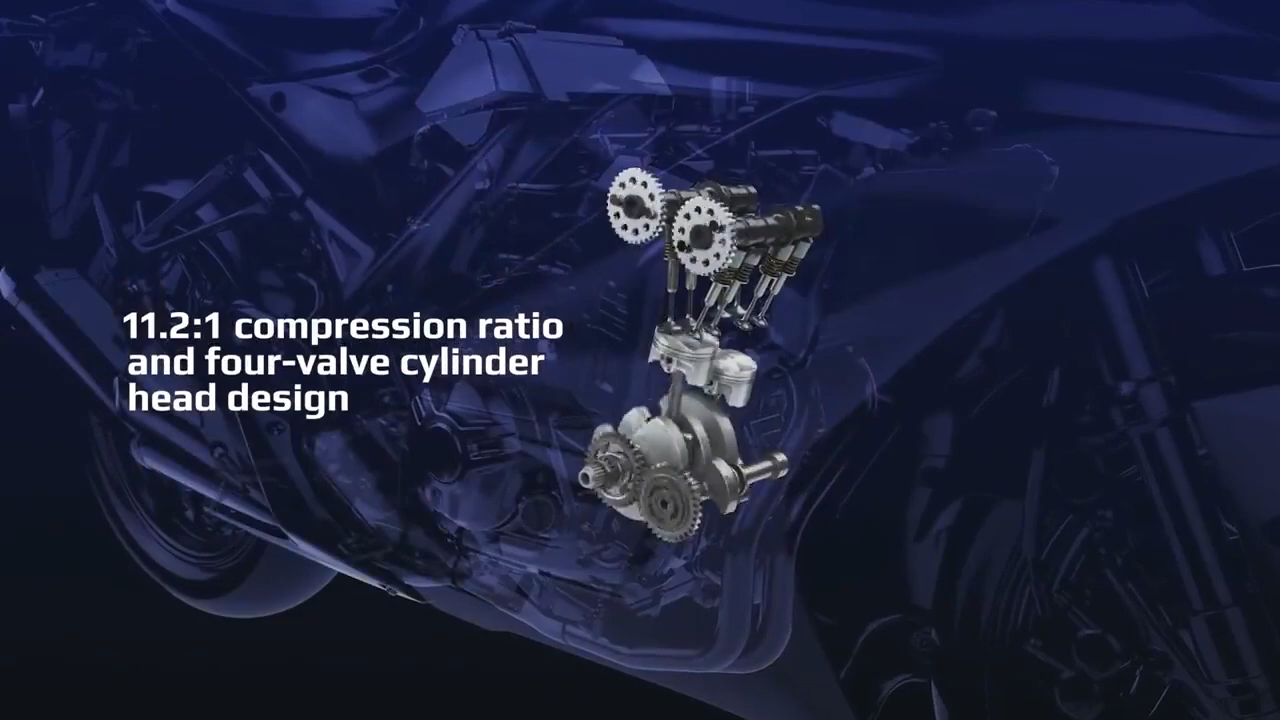 11.2:1 compression ratio
and four-valve cylinder
head design